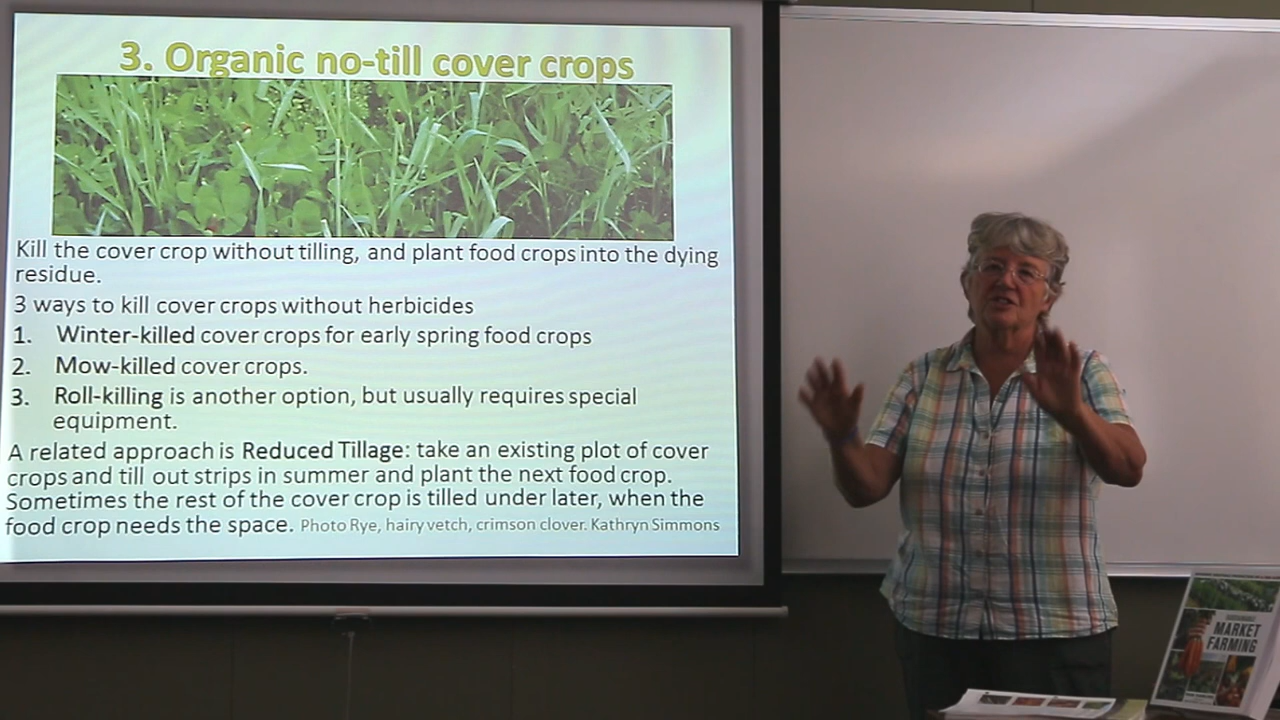 3. Organic no-till cover crops
Kill the cover crop without tilling, and plant food crops into the dying
residue.
3 ways to kill cover crops without herbicides
1. Winter-killed cover crops for early spring food crops
2. Mow-killed cover crops.
3. Roll-killing is another option, but usually requires special
equipment.
A related approach is Reduced Tillage: take an existing plot of cover
crops and till out strips in summer and plant the next food crop.
Sometimes the rest of the cover crop is tilled under later, when the
food crop needs the space. Photo Rye, hairy vetch, crimson clover. Kathryn Simmons
MARKET
FARMING